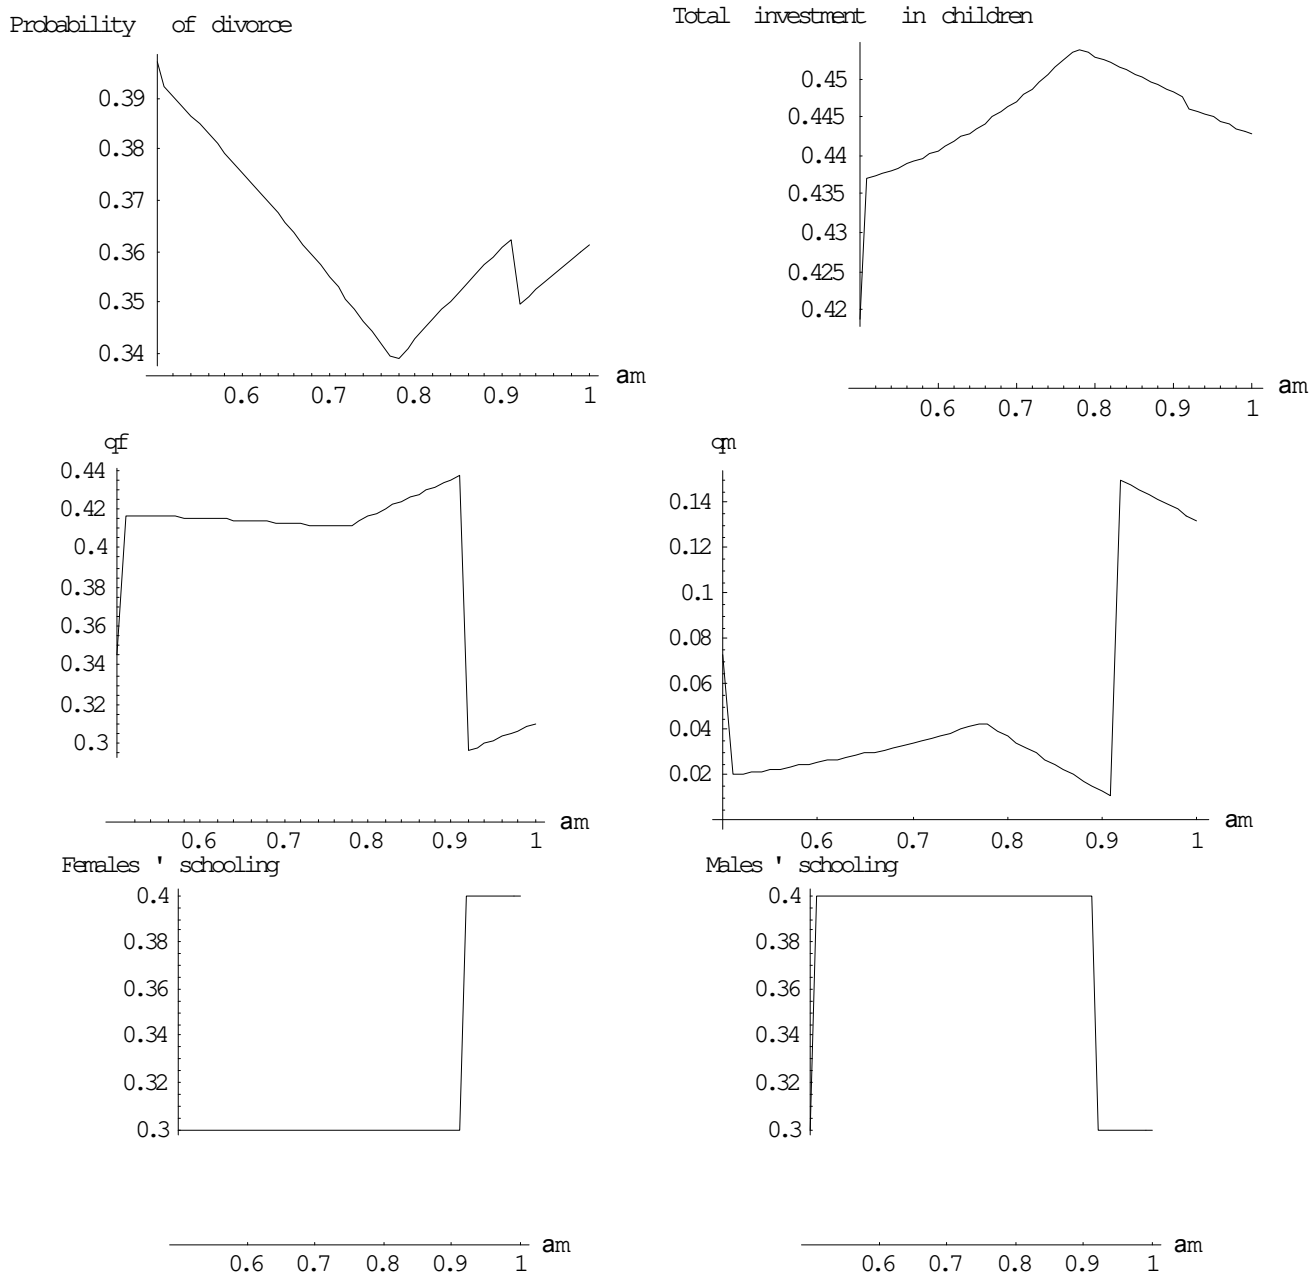 Probability of divorce
0.39
0.38
0.37
0.36
0.35
0.34
0.6 0.7 0.8 0.9 1
am
Total investment in children
0.45
0.445
0.44
0.435
0.43
0.425
0.42
0.6 0.7 0.8 0.9 1
am
qf
0.44
0.42
0.4
0.38
0.36
0.34
0.32
0.3
0.6 0.7 0.8 0.9 1
am
qm
0.14
0.12
0.1
0.08
0.06
0.04
0.02
0.6 0.7 0.8 0.9 1
am
Females ' schooling
0.4
0.38
0.36
0.34
0.32
0.3
0.6 0.7 0.8 0.9 1
am
Males ' schooling
0.4
0.38
0.36
0.34
0.32
0.3
0.6 0.7 0.8 0.9 1
am